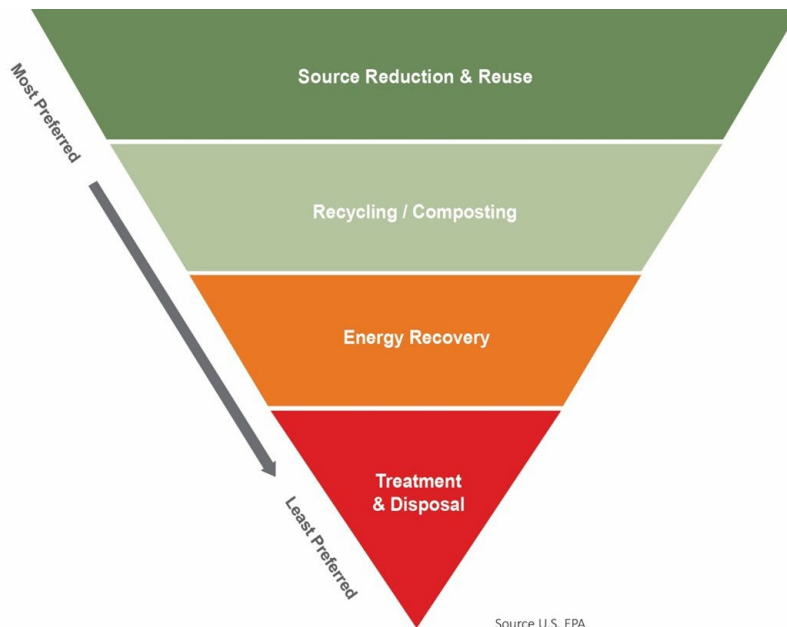 Source Reduction & Reuse
Most Preferred
Recycling / Composting
Energy Recovery
Treatment
& Disposal
Least Preferred
Source U.S. EPA